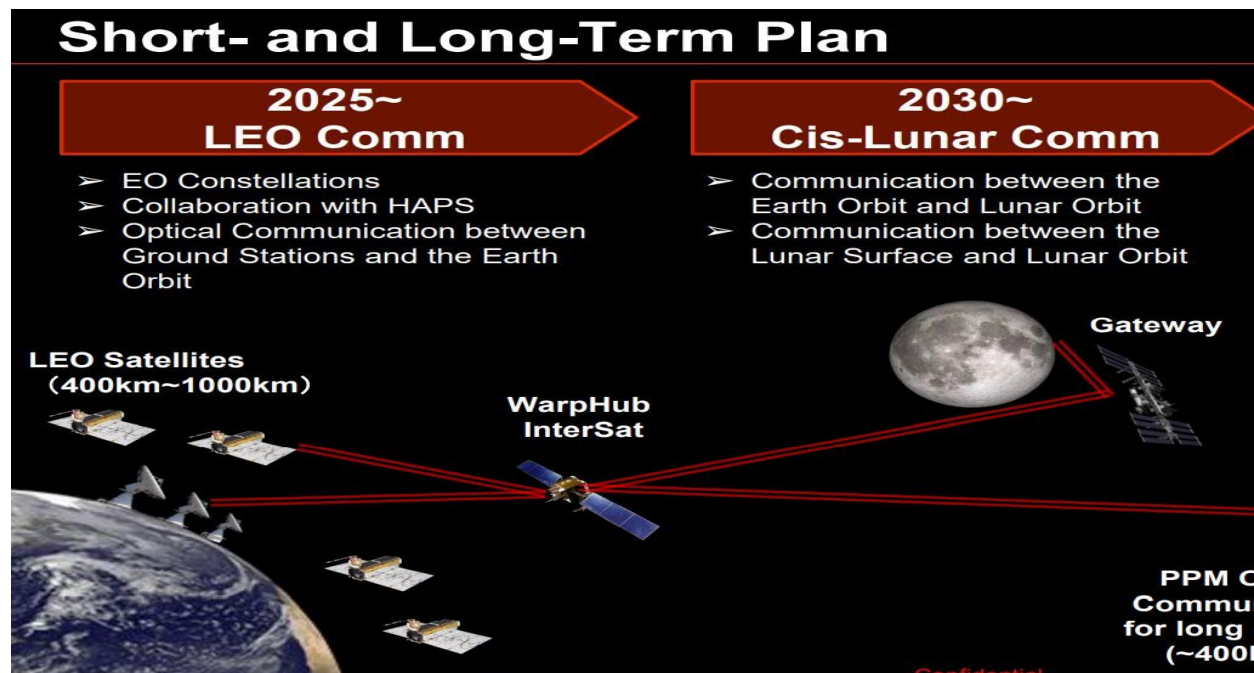 Short- and Long-Term Plan
2025~
LEO Comm
➢ EO Constellations
➢ Collaboration with HAPS
➢ Optical Communication between
Ground Stations and the Earth
Orbit
2030~
Cis-Lunar Comm
➢ Communication between the
Earth Orbit and Lunar Orbit
➢ Communication between the
Lunar Surface and Lunar Orbit
LEO Satellites
（400km~1000km）
WarpHub
InterSat
Gateway
PPM
for long
Confidential